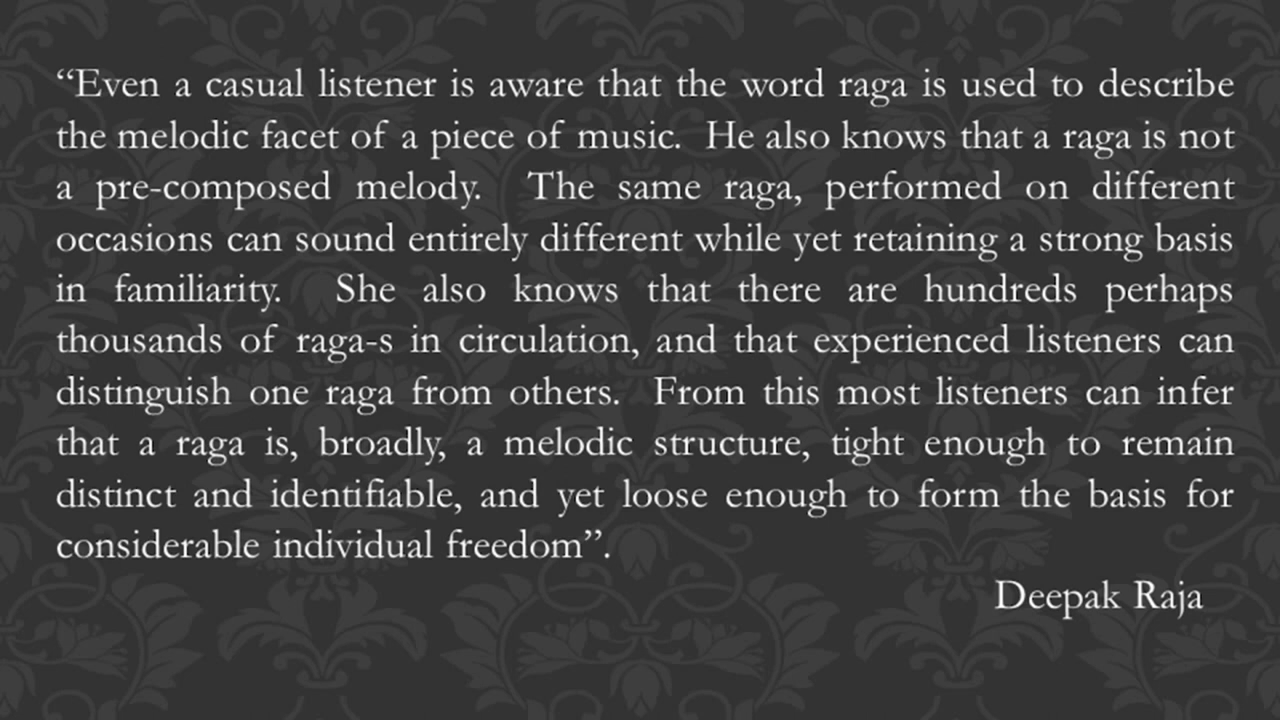 “Even a casual listener is aware that the word raga is used to describe
the melodic facet of a piece of music. He also knows that a raga is not
a pre-composed melody. The same raga, performed on different
occasions can sound entirely different while yet retaining a strong basis
in familiarity. She also knows that there are hundreds perhaps
thousands of raga-s in circulation, and that experienced listeners can
distinguish one raga from others. From this most listeners can infer
that a raga is, broadly, a melodic structure, tight enough to remain
distinct and identifiable, and yet loose enough to form the basis for
considerable individual freedom”.
Deepak Raja